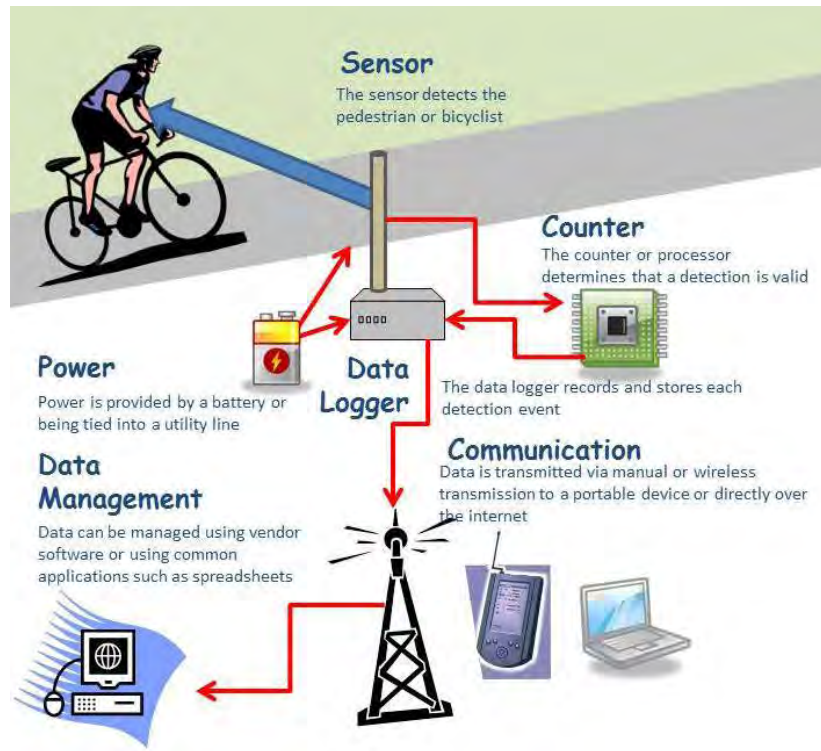 Sensor
The sensor detects the
pedestrian or bicyclist
Counter
The counter or processor
determines that a detection is valid
Power
Power is provided by a battery or
being tied into a utility line
Data
Logger
The data logger records and stores each
detection event
Communication
Data is transmitted via manual or wireless
transmission to a portable device or directly over
the internet
Data
Management
Data can be managed using vendor
software or using common
applications such as spreadsheets